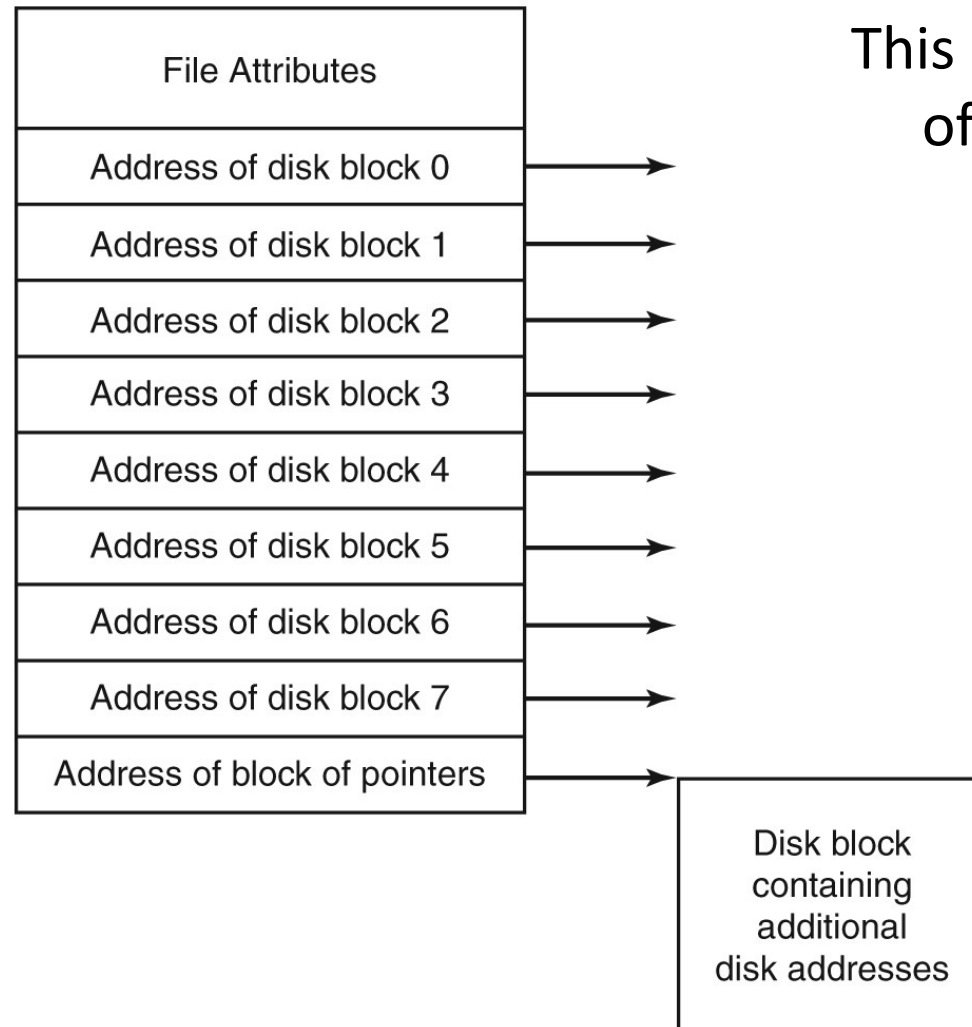 This
of
File Attributes
Address of disk block 0
Address of disk block 1
Address of disk block 2
Address of disk block 3
Address of disk block 4
Address of disk block 5
Address of disk block 6
Address of disk block 7
Address of block of pointers
Disk block
containing
additional
disk addresses